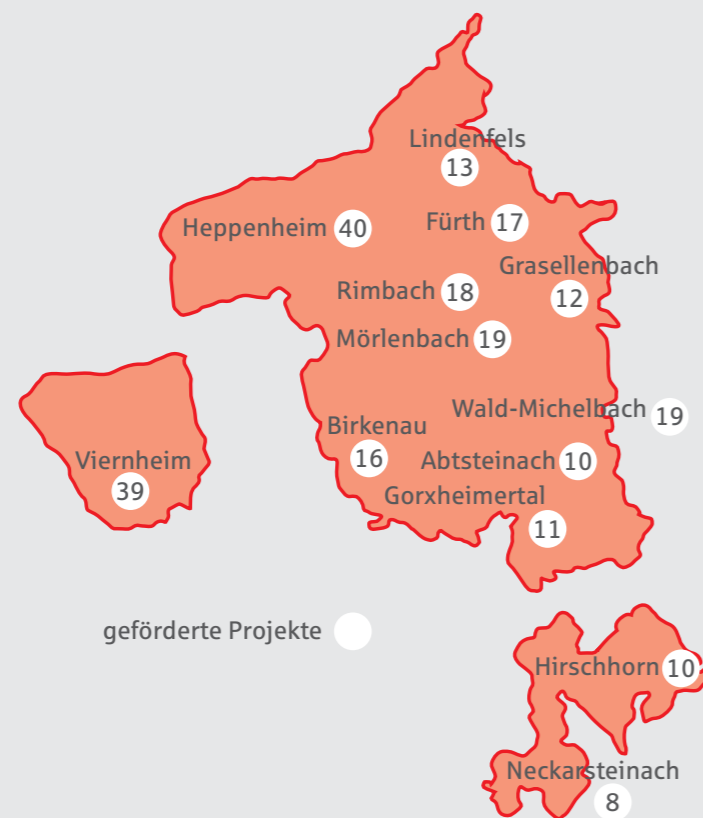 Lindenfels
13
Heppenheim 40
Fürth 17
Grasellenbach
12
Rimbach 18
Mörlenbach 19
Wald-Michelbach 19
Birkenau
16
Abtsteinach 10
Viernheim
39
Gorxheimertal
11
geförderte Projekte
Hirschhorn 10
Neckarsteinach
8